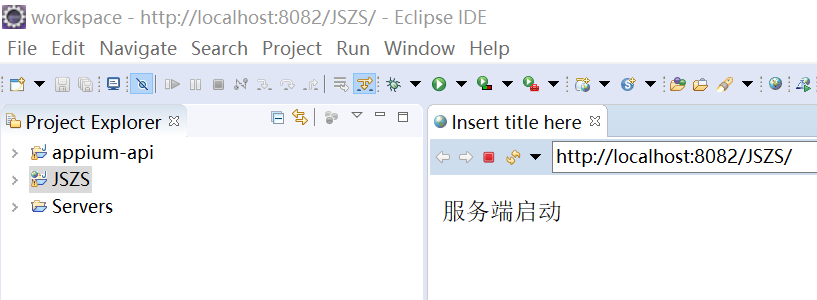 workspace - http://localhost:8082/JSZS/ - Eclipse IDE
File Edit Navigate Search Project Run Window Help
Project Explorer
Insert title here
appium-api
http://localhost:8082/JSZS/
JSZS
Servers
服务端启动